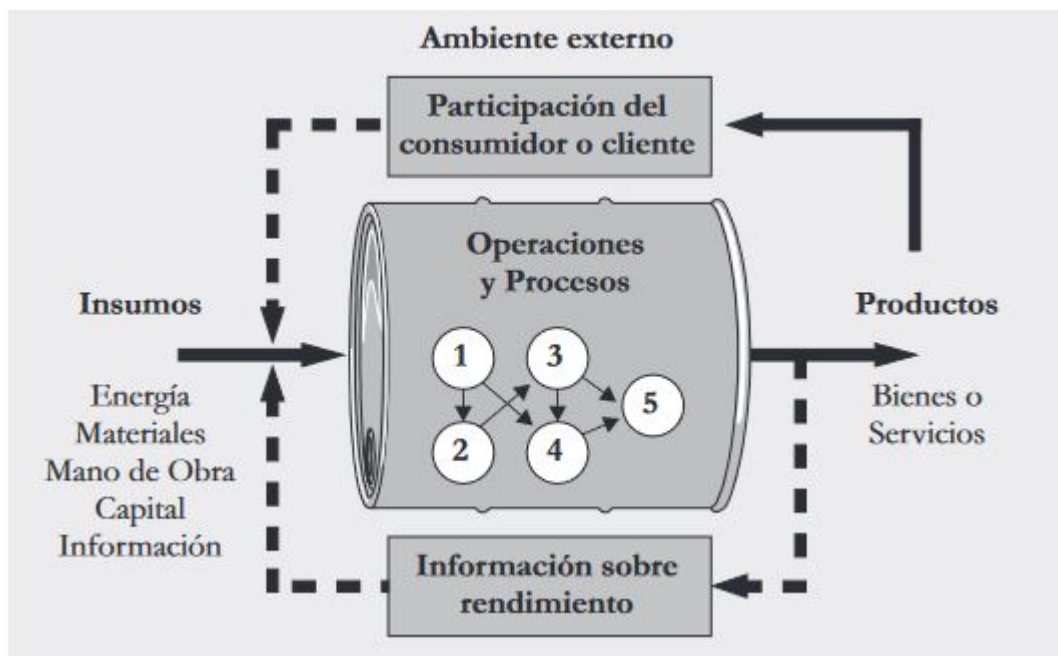 Ambiente externo
Participación del
consumidor o cliente
Operaciones
y Procesos
Insumos
Energía
Materiales
Mano de Obra
Capital
Información
1
3
5
2
4
Productos
Bienes o
Servicios
Información sobre
rendimiento